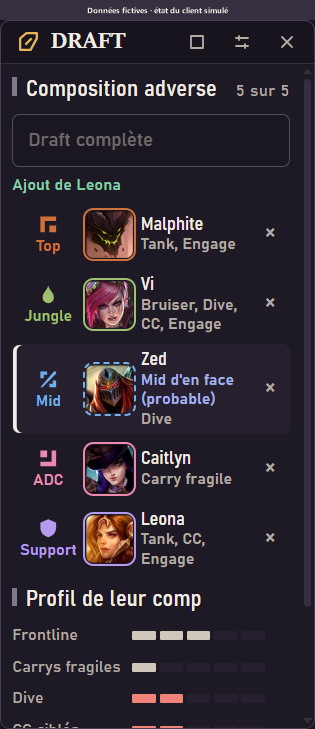 Données fictives · état du client simulé
DRAFT
Composition adverse 5 sur 5
Draft complète
Ajout de Leona
Top
Malphite
Tank, Engage
×
Jungle
Vi
Bruiser, Dive,
CC, Engage
×
Mid
Zed
Mid d'en face
(probable)
Dive
×
ADC
Caitlyn
Carry fragile
×
Support
Leona
Tank, CC,
Engage
×
Profil de leur comp
Frontline
Carrys fragiles
Dive
CC ciblés